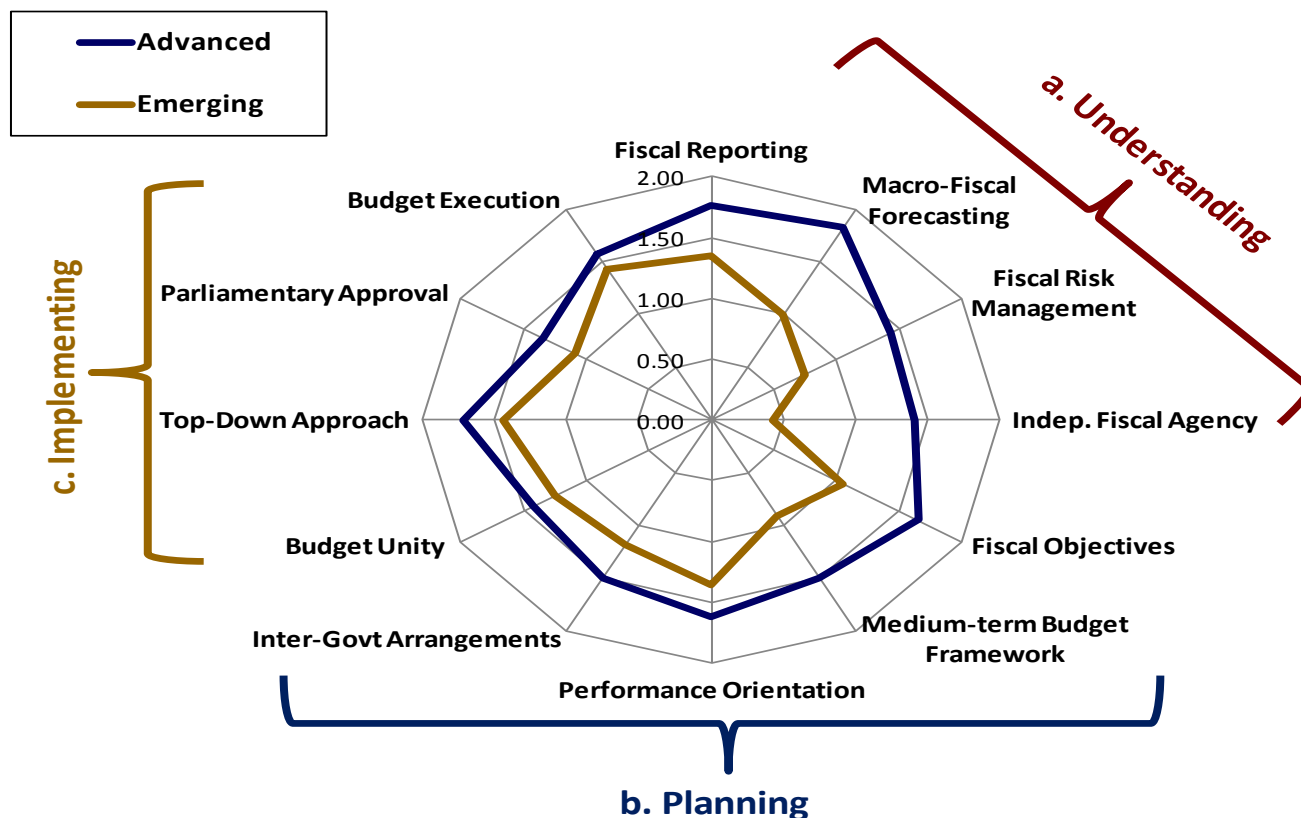 Advanced
Emerging
a. Understanding
Fiscal Reporting
2.00
Macro-Fiscal
Forecasting
Budget Execution
1.50
Fiscal Risk
Management
Parliamentary Approval
1.00
0.50
c. Implementing
Top-Down Approach
0.00
Indep. Fiscal Agency
Budget Unity
Fiscal Objectives
Inter-Govt Arrangements
Medium-term Budget
Framework
Performance Orientation
b. Planning